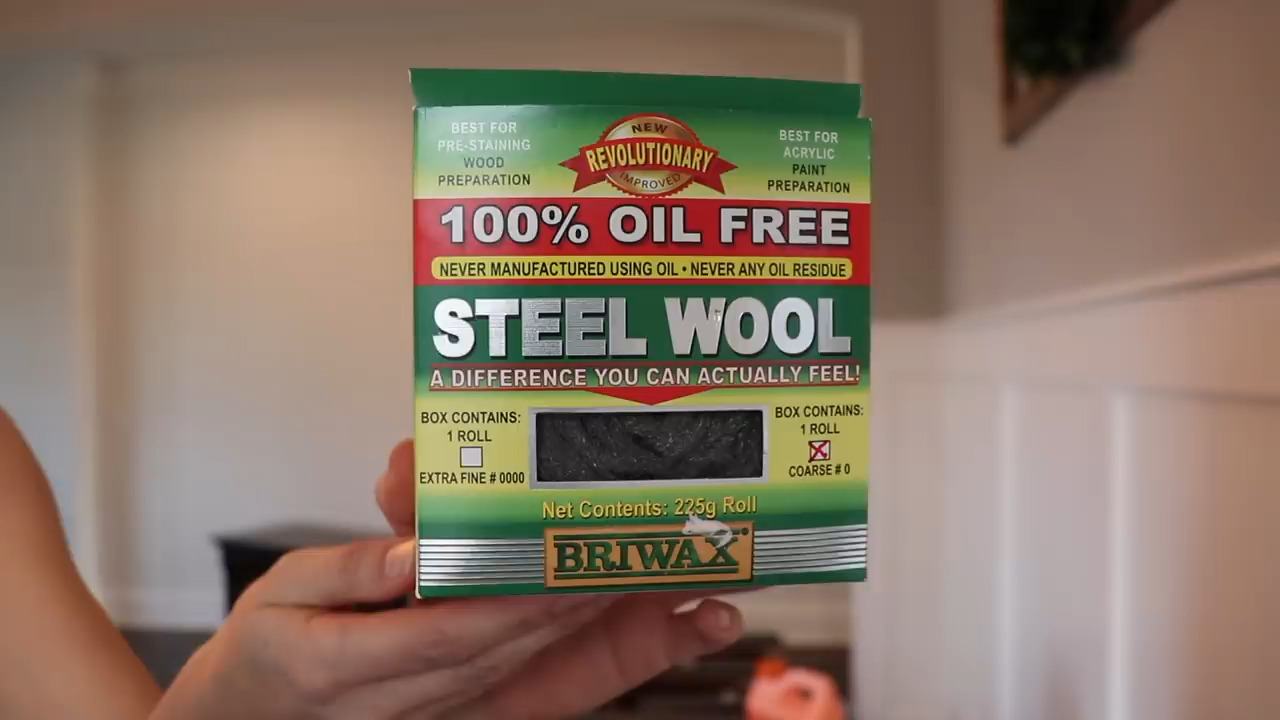 BEST FOR
PRE-STAINING
WOOD
PREPARATION
NEW
REVOLUTIONARY
IMPROVED
BEST FOR
ACRYLIC
PAINT
PREPARATION
100% OIL FREE
NEVER MANUFACTURED USING OIL • NEVER ANY OIL RESIDUE
STEEL WOOL
A DIFFERENCE YOU CAN ACTUALLY FEEL!
BOX CONTAINS:
1 ROLL
EXTRA FINE # 0000
BOX CONTAINS:
1 ROLL
COARSE # 0
Net Contents: 225g Roll
BRIWAX®